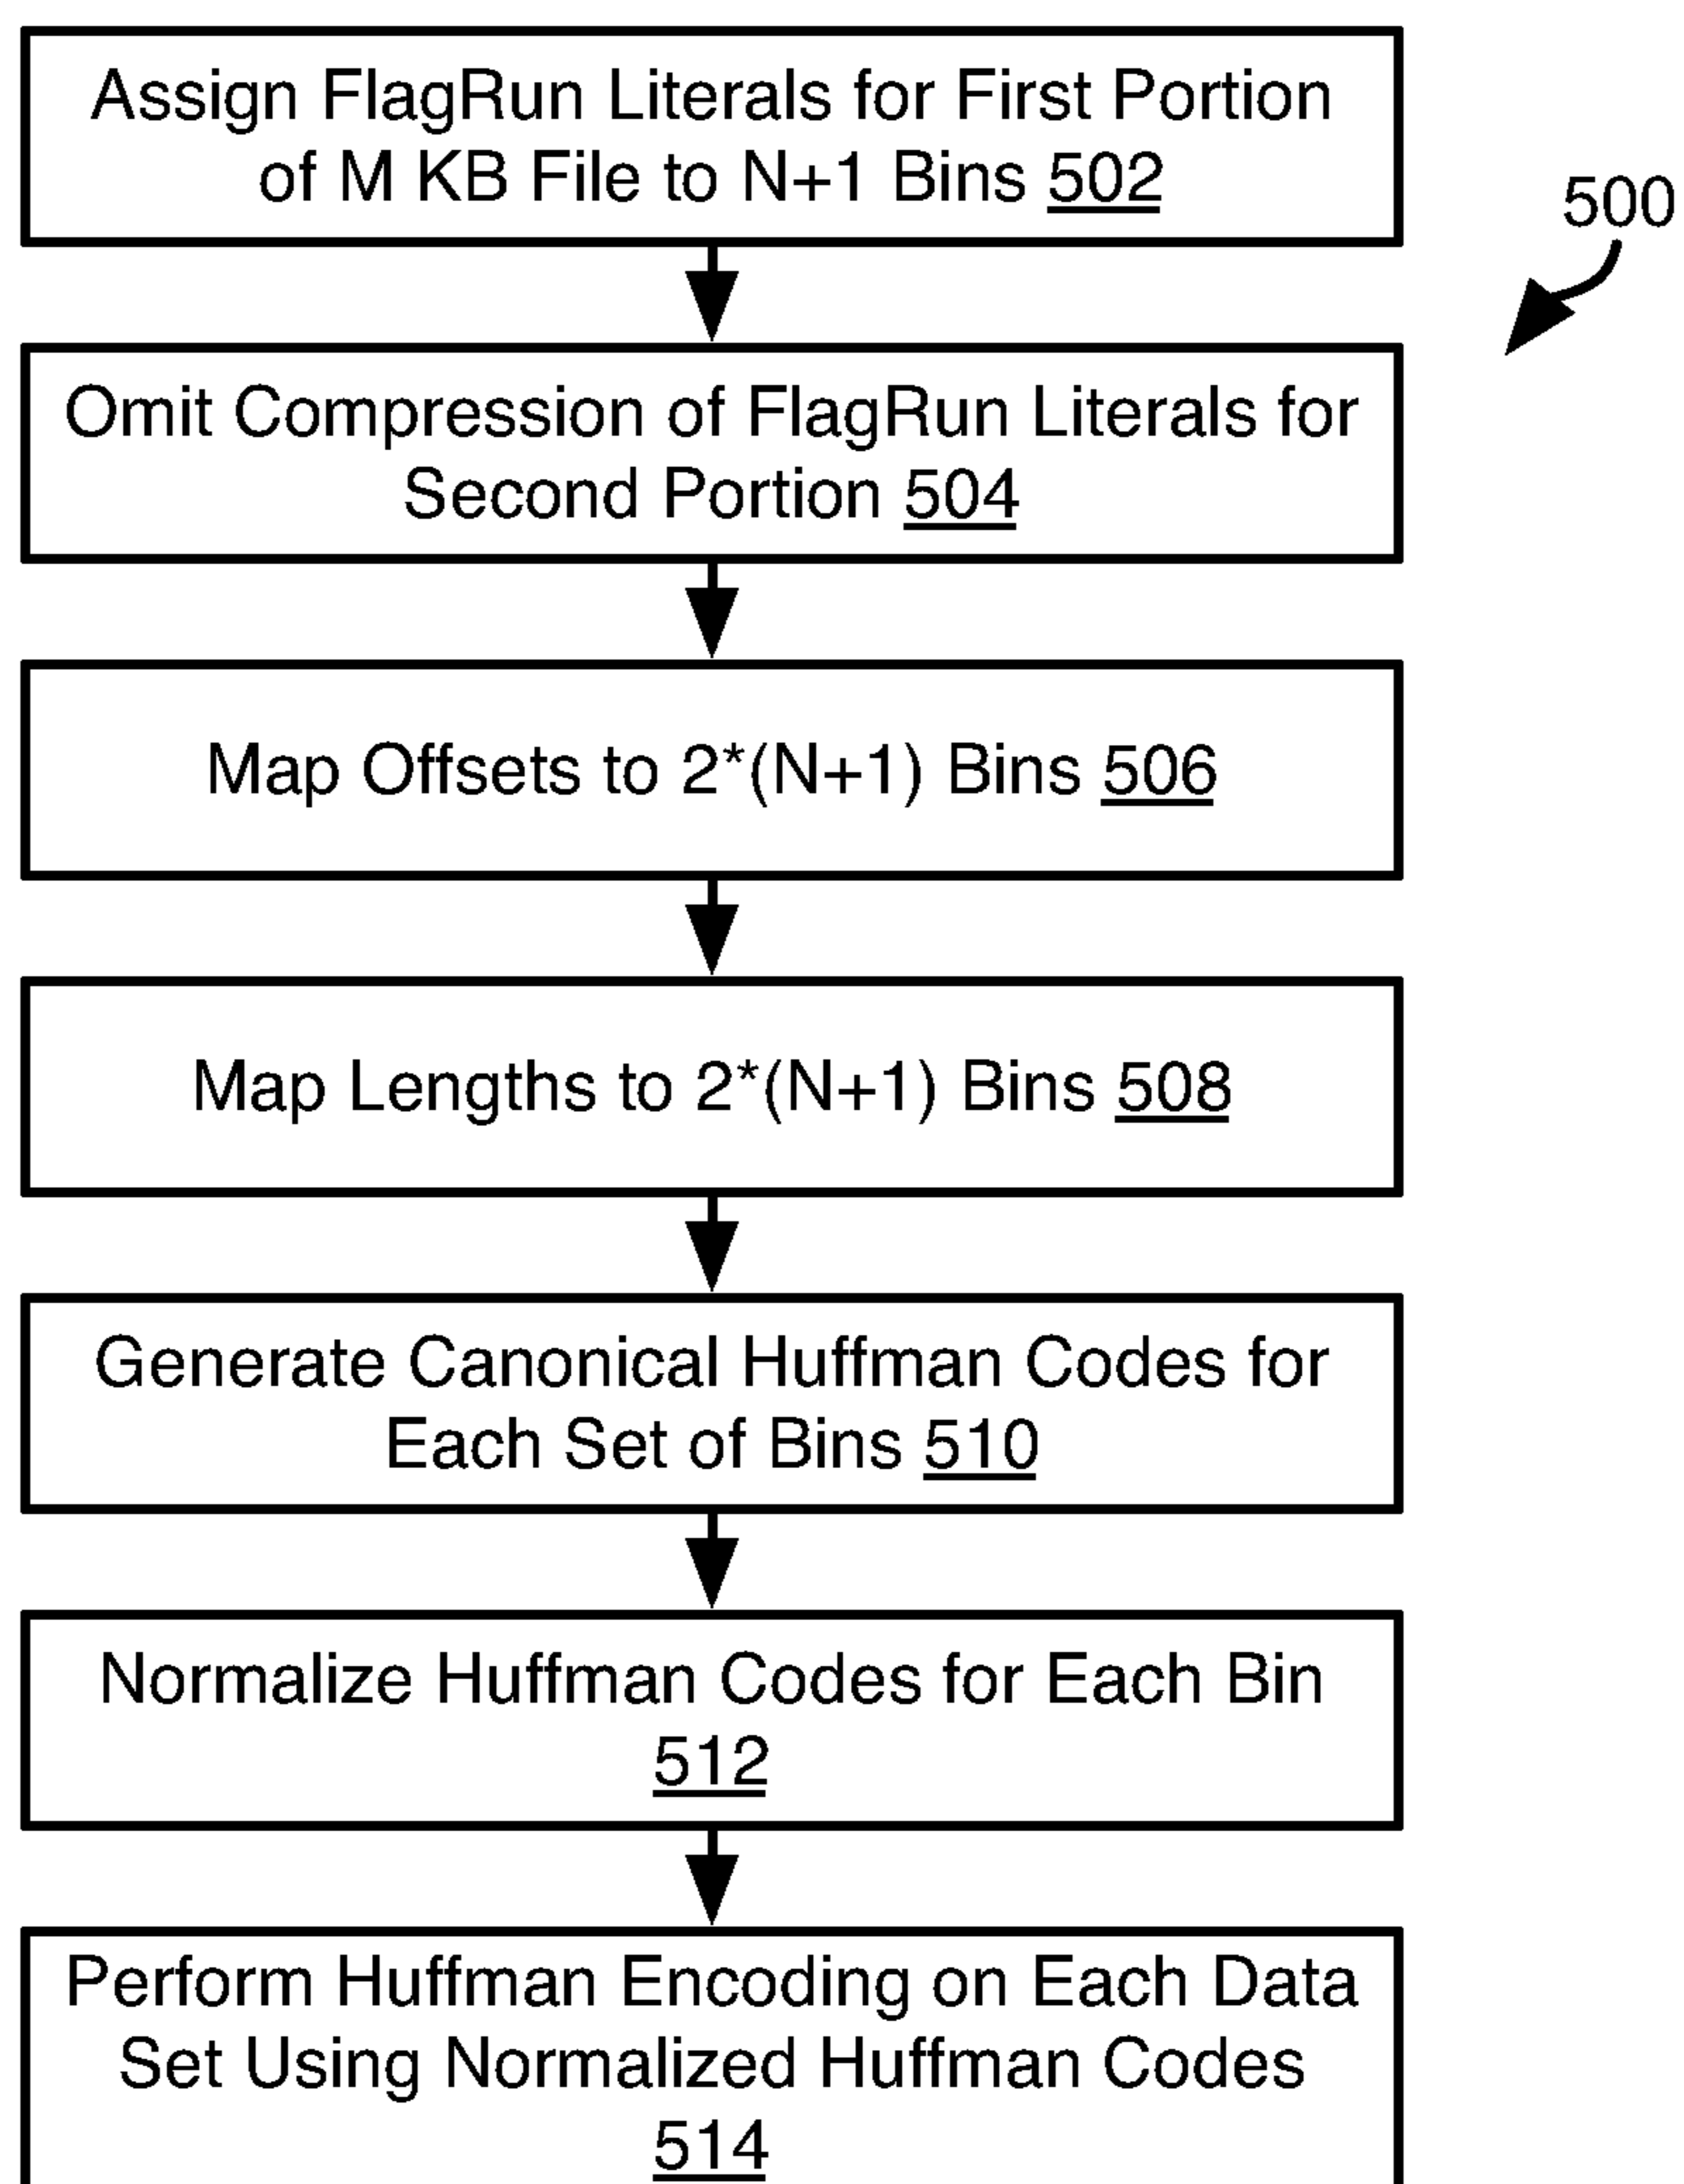 Assign FlagRun Literals for First Portion
of M KB File to N+1 Bins 502
500
Omit Compression of FlagRun Literals for
Second Portion 504
Map Offsets to 2*(N+1) Bins 506
Map Lengths to 2*(N+1) Bins 508
Generate Canonical Huffman Codes for
Each Set of Bins 510
Normalize Huffman Codes for Each Bin
512
Perform Huffman Encoding on Each Data
Set Using Normalized Huffman Codes
514